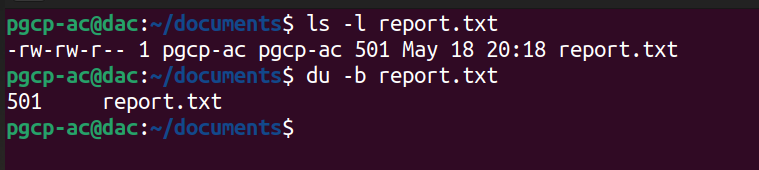 pgcp-ac@dac:~/documents$ ls -l report.txt
-rw-rw-r-- 1 pgcp-ac pgcp-ac 501 May 18 20:18 report.txt
pgcp-ac@dac:~/documents$ du -b report.txt
501     report.txt
pgcp-ac@dac:~/documents$